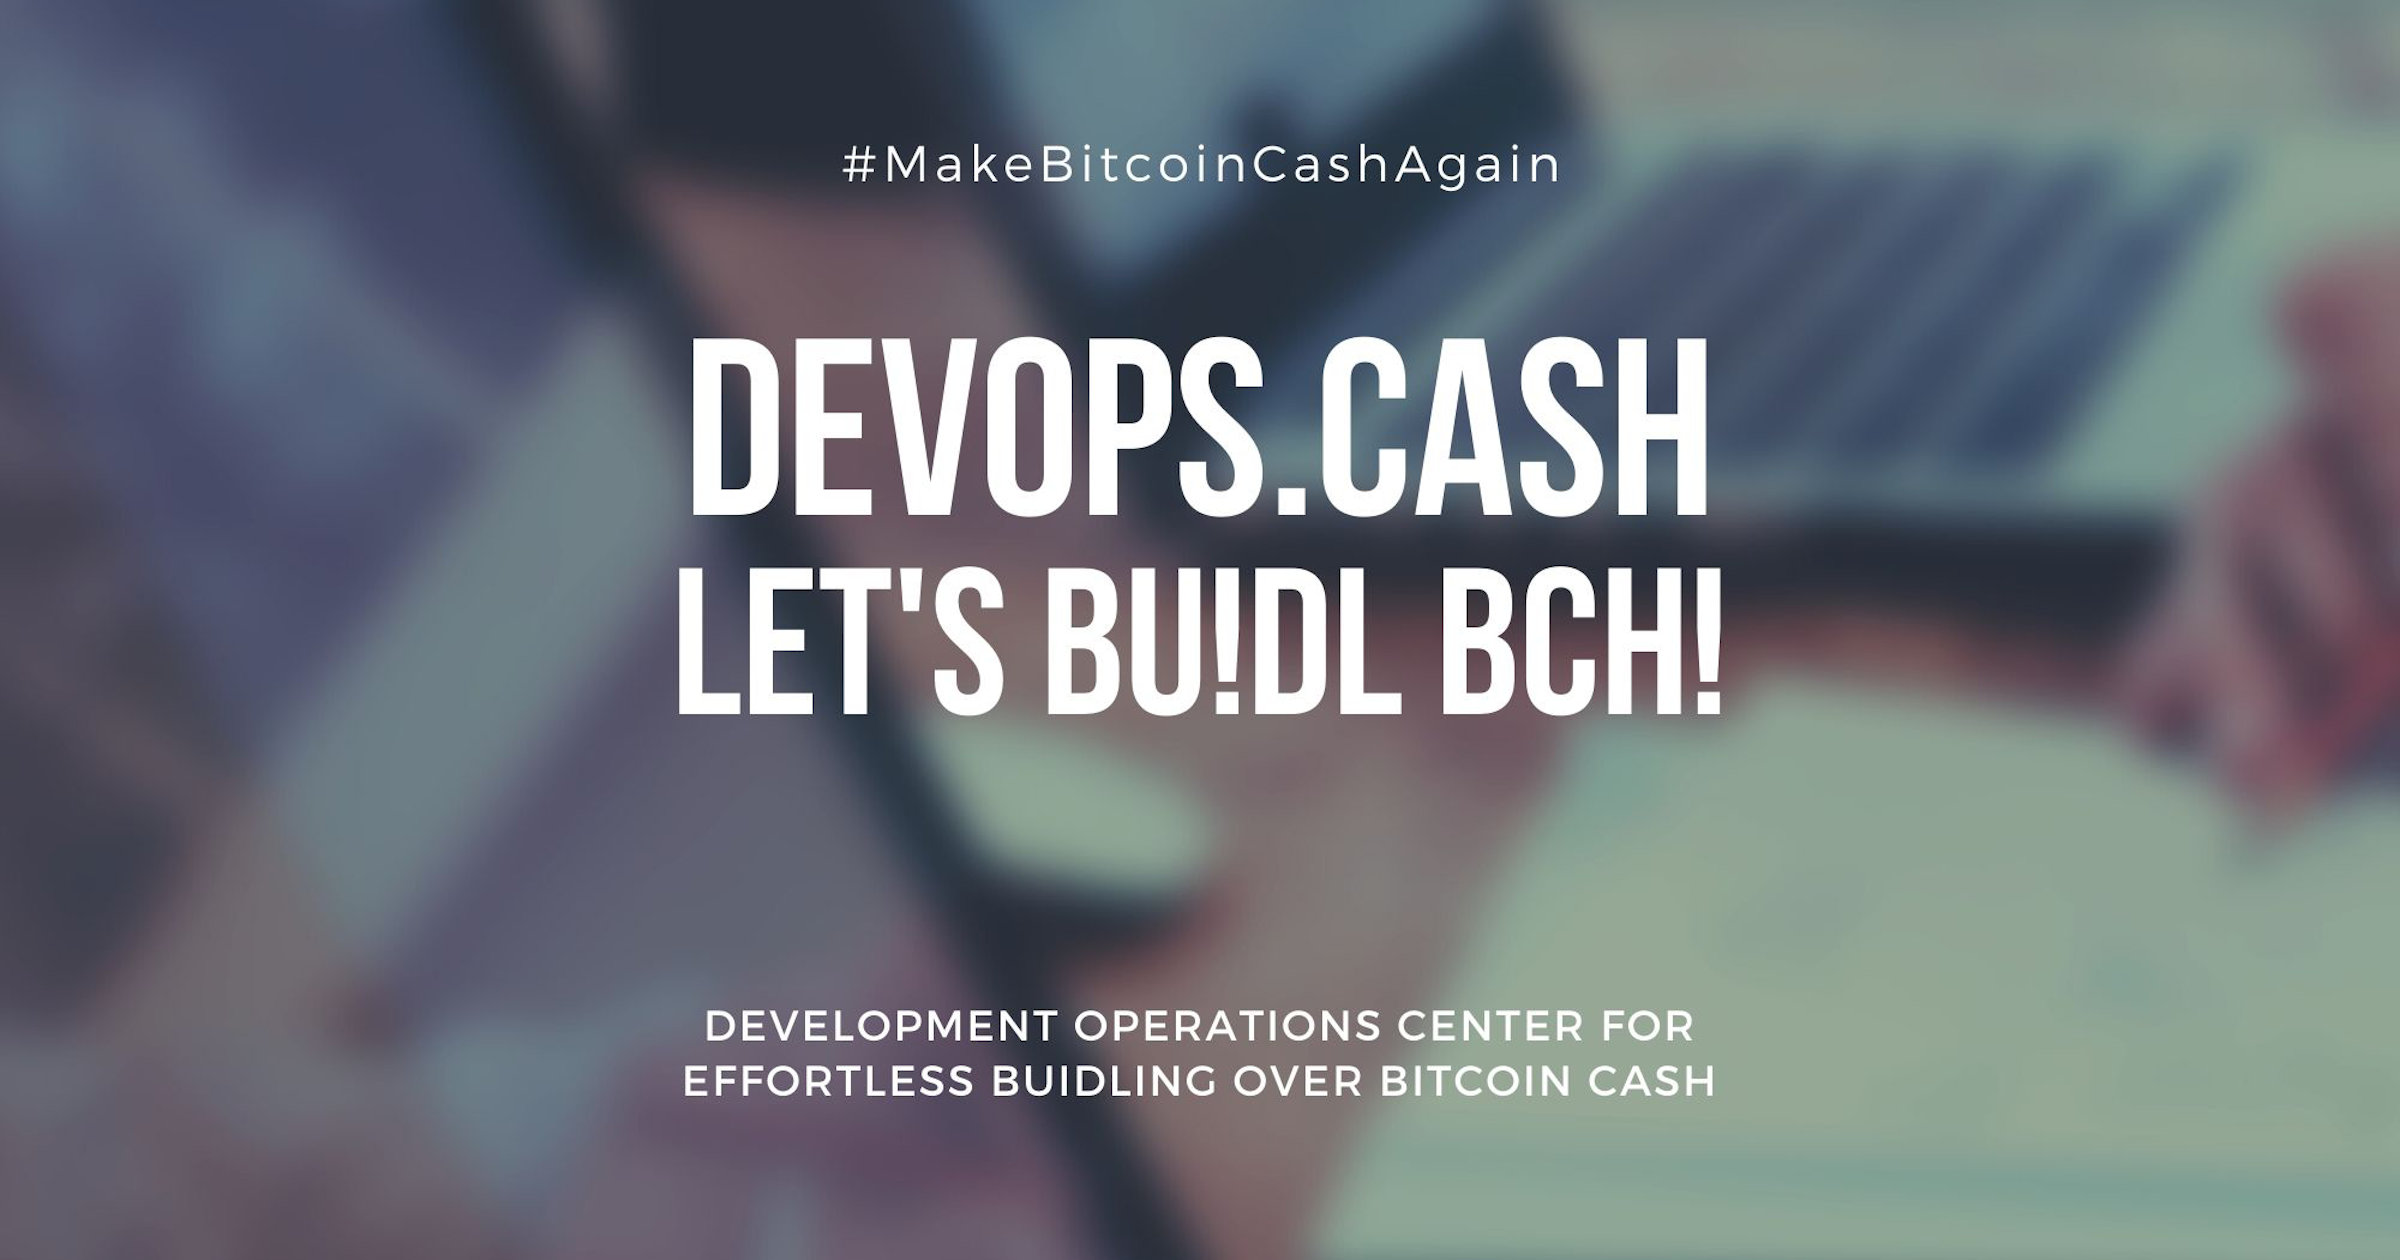 #MakeBitcoinCashAgain
DEVOPS.CASH
LET'S BU!DL BCH!
DEVELOPMENT OPERATIONS CENTER FOR
EFFORTLESS BUIDLING OVER BITCOIN CASH